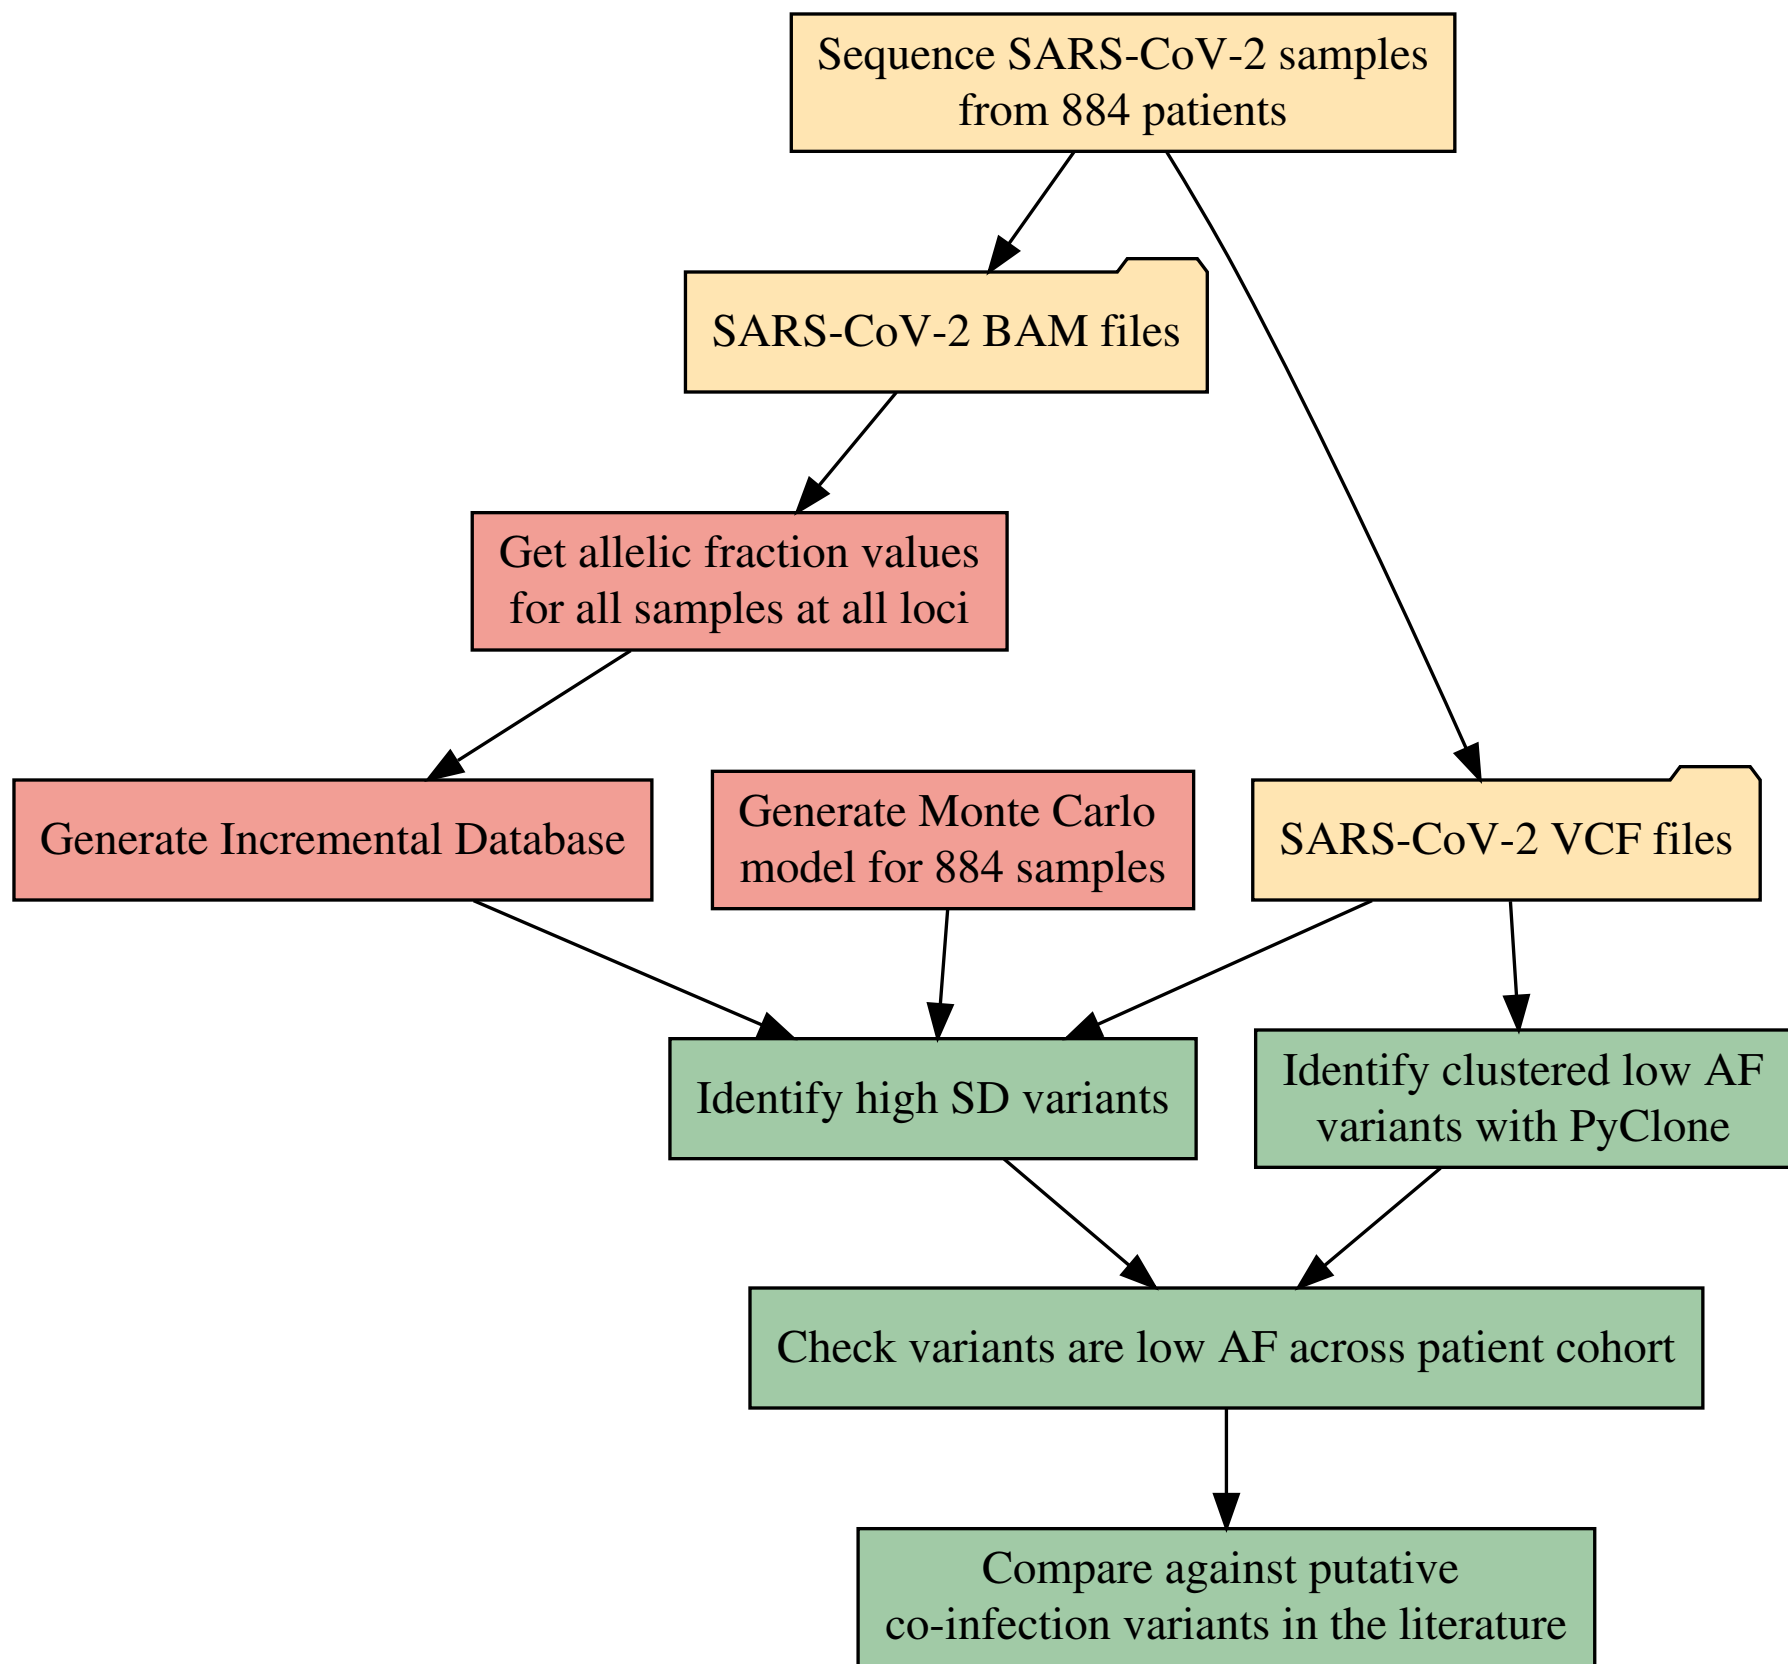 Sequence SARS-CoV-2 samples
from 884 patients
SARS-CoV-2 BAM files
Get allelic fraction values
for all samples at all loci
Generate Incremental Database
Generate Monte Carlo
model for 884 samples
SARS-CoV-2 VCF files
Identify high SD variants
Identify clustered low AF
variants with PyClone
Check variants are low AF across patient cohort
Compare against putative
co-infection variants in the literature